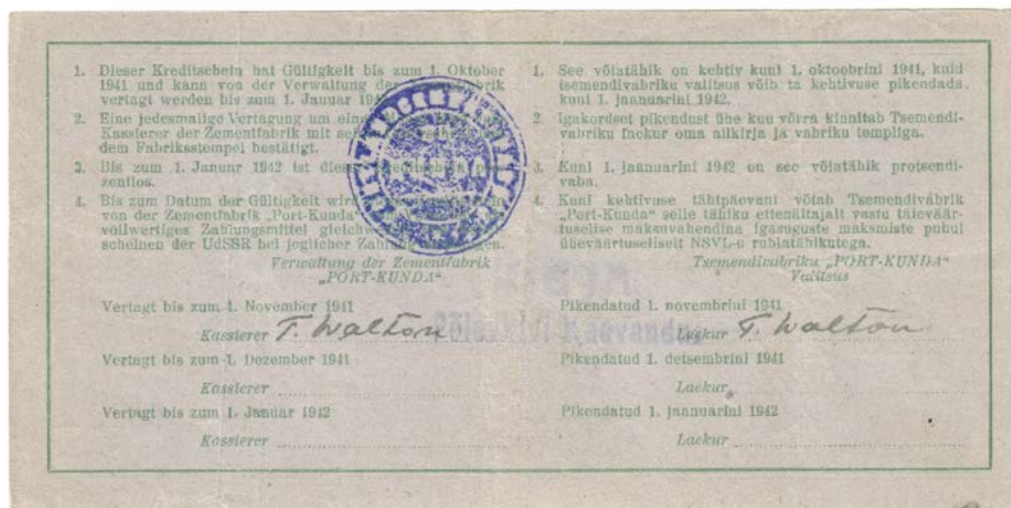 1. Dieser Kreditschein hat Gültigkeit bis zum 1. Oktober
1941 und kann von der Verwaltung der
vertagt werden bis zum 1. Januar
2. Eine jedesmalige Vertagung um
Kassierer der Zementfabrik mit
dem Fabriksstempel bestätigt.
3. Bis zum 1. Januar 1942 ist
zentlos.
4. Bis zum Datum der Gültigkeit wird
von der Zementfabrik „Port-Kunda“
vollwertiges Zahlungsmittel
scheinen der UdSSR bei jeglicher
Verwaltung der Zementfabrik
„PORT-KUNDA“
Vertagt bis zum 1. November 1941
Kassierer T. Walton
Vertagt bis zum 1. Dezember 1941
Kassierer
Vertagt bis zum 1. Januar 1942
Kassierer
1. See võlatähik on kehtiv kuni 1. oktoobrini 1941, kuid
tsemendivabriku valitsus võib ta kehtivuse pikendada
kuni 1. jaanuarini 1942.
2. Igakordset pikendust ühe kuu võrra kinnitab Tsemendi-
vabriku laekur oma allkirja ja vabriku templiga.
3. Kuni 1. jaanuarini 1942 on see võlatähik protsendi-
vaba.
4. Kuni kehtivuse tähtpäevani võtab Tsemendivabrik
„Port-Kunda“ selle tähiku ettenäitajalt vastu täieväär-
tuselise maksuvahendina igasuguste maksmiste puhul
üheväärtuseliselt NSVL-u rublatähikutega.
Tsemendivabriku „PORT-KUNDA“
Valitsus
Pikendatud 1. novembrini 1941
Laekur T. Walton
Pikendatud 1. detsembrini 1941
Laekur
Pikendatud 1. jaanuarini 1942
Laekur